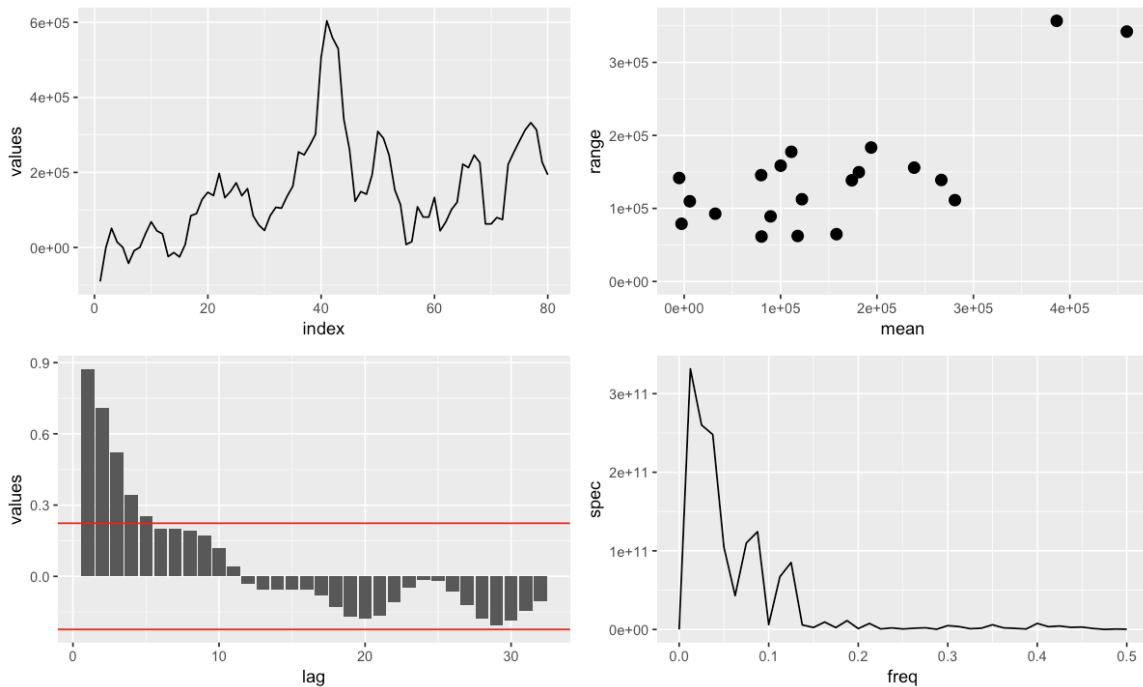 values
6e+05
4e+05
2e+05
0e+00
0 20 40 60 80
index
range
3e+05
2e+05
1e+05
0e+00
0e+00 1e+05 2e+05 3e+05 4e+05
mean
values
0.9
0.6
0.3
0.0
0 10 20 30
lag
spec
3e+11
2e+11
1e+11
0e+00
0.0 0.1 0.2 0.3 0.4 0.5
freq